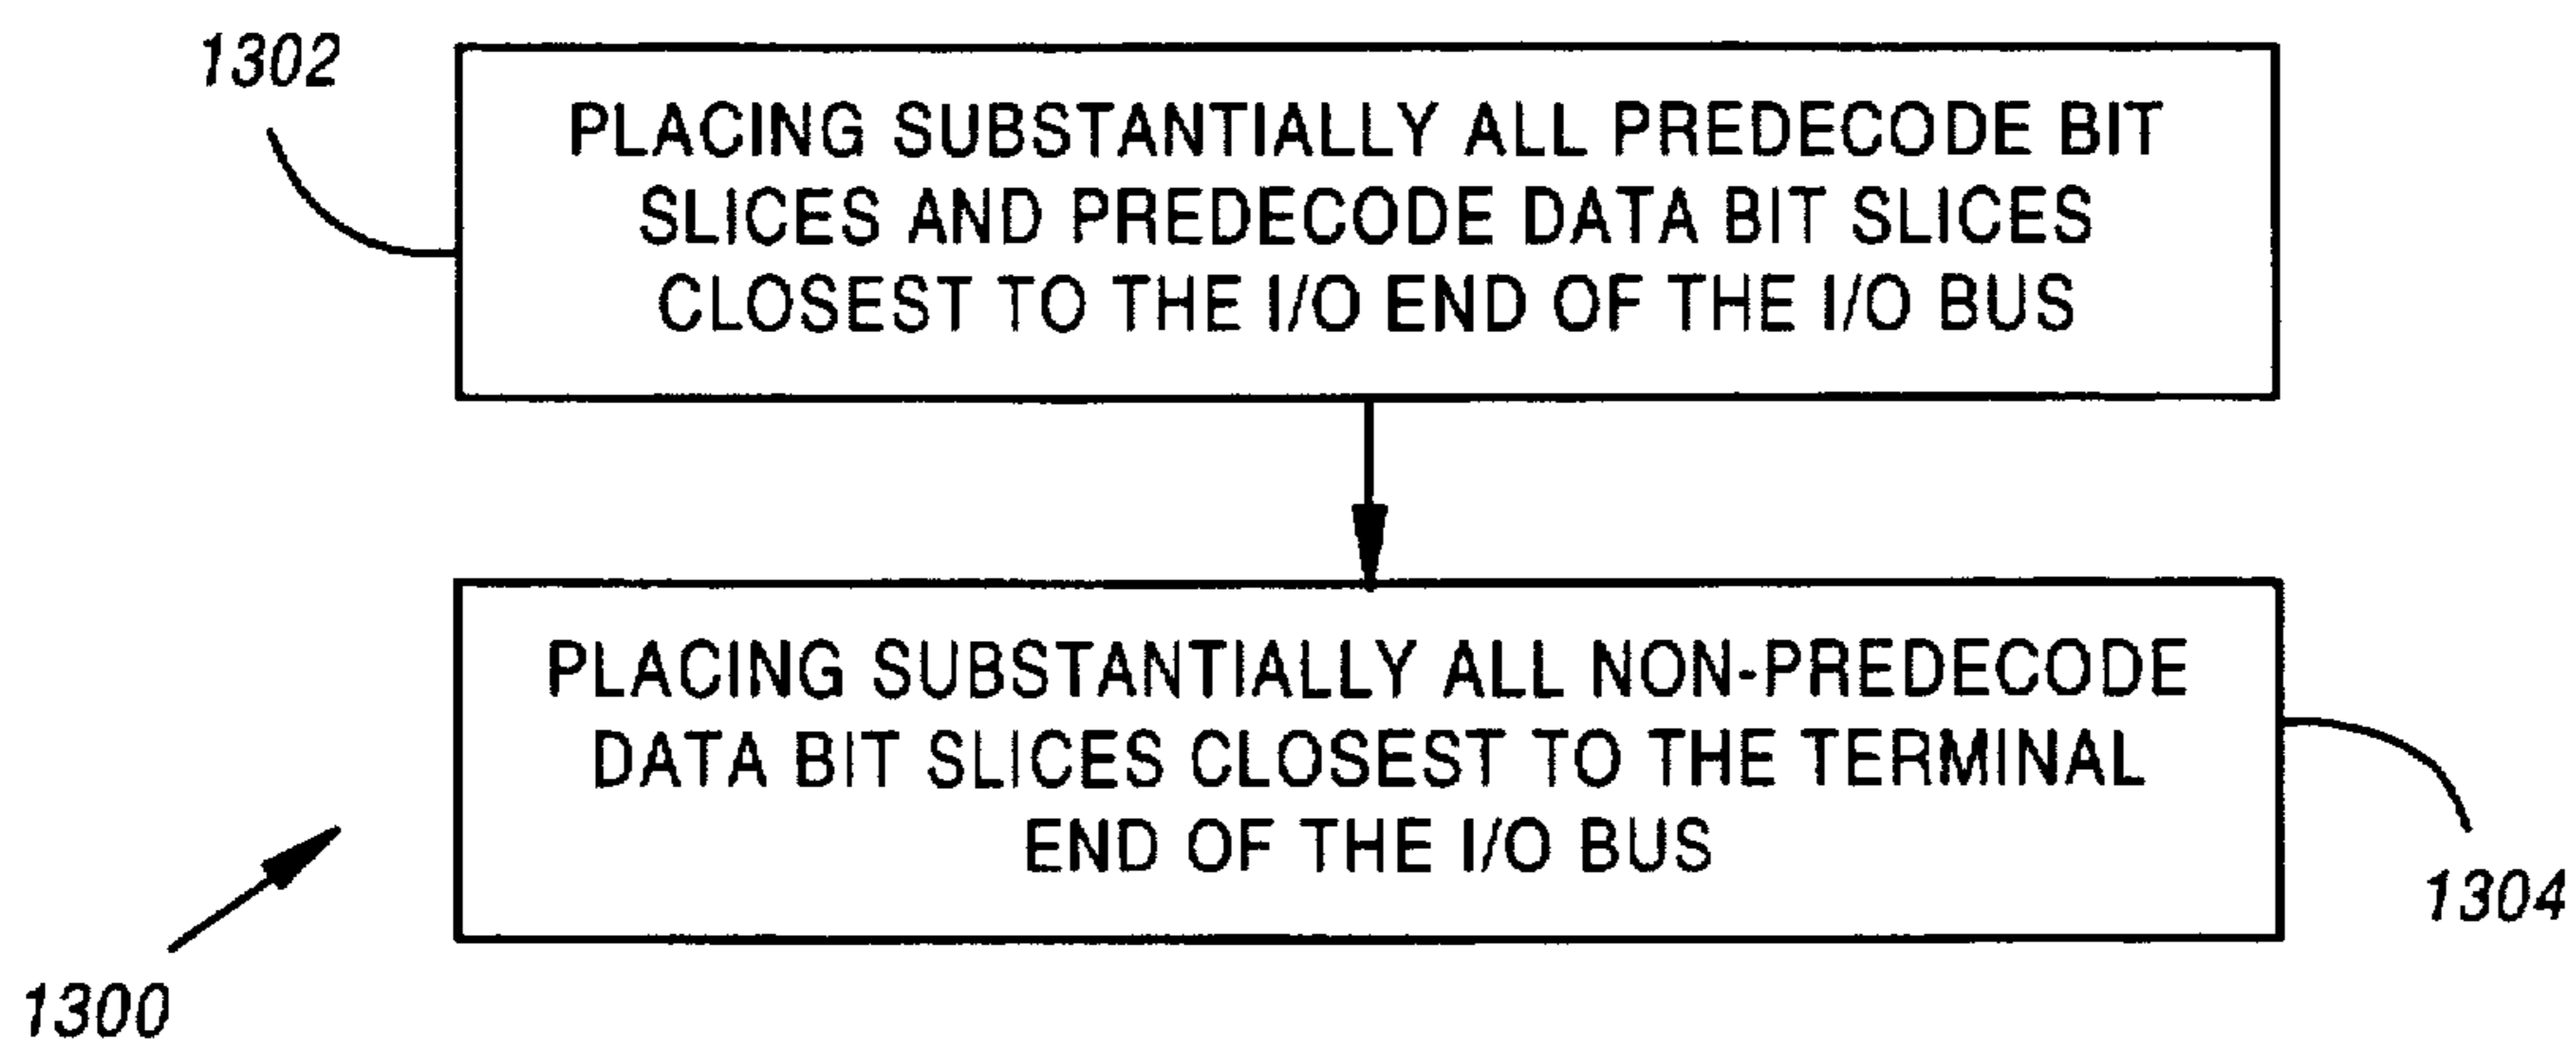 1302
PLACING SUBSTANTIALLY ALL PREDECODE BIT
SLICES AND PREDECODE DATA BIT SLICES
CLOSEST TO THE I/O END OF THE I/O BUS
PLACING SUBSTANTIALLY ALL NON-PREDECODE
DATA BIT SLICES CLOSEST TO THE TERMINAL
END OF THE I/O BUS
1304
1300